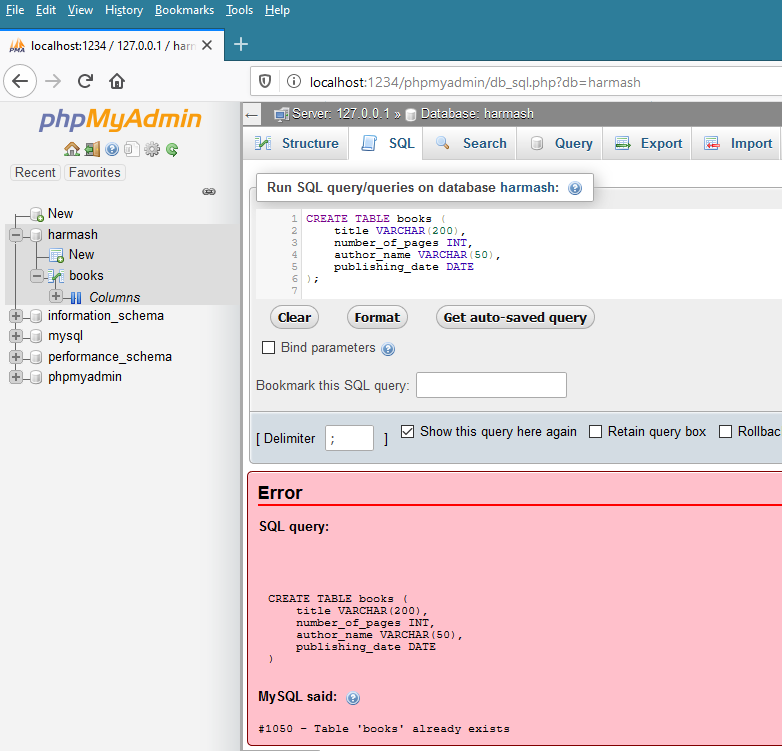 File Edit View History Bookmarks Tools Help
PMA localhost:1234 / 127.0.0.1 / harm
localhost:1234/phpmyadmin/db_sql.php?db=harmash
phpMyAdmin
Recent Favorites
New
harmash
New
books
Columns
information_schema
mysql
performance_schema
phpmyadmin
Server: 127.0.0.1 » Database: harmash
Structure SQL Search Query Export Import
Run SQL query/queries on database harmash:
1 CREATE TABLE books (
2 title VARCHAR(200),
3 number_of_pages INT,
4 author_name VARCHAR(50),
5 publishing_date DATE
6 );
7
Clear Format Get auto-saved query
Bind parameters
Bookmark this SQL query:
[ Delimiter ; ] Show this query here again Retain query box Rollbac
Error
SQL query:
CREATE TABLE books (
title VARCHAR(200),
number_of_pages INT,
author_name VARCHAR(50),
publishing_date DATE
)
MySQL said:
#1050 - Table 'books' already exists